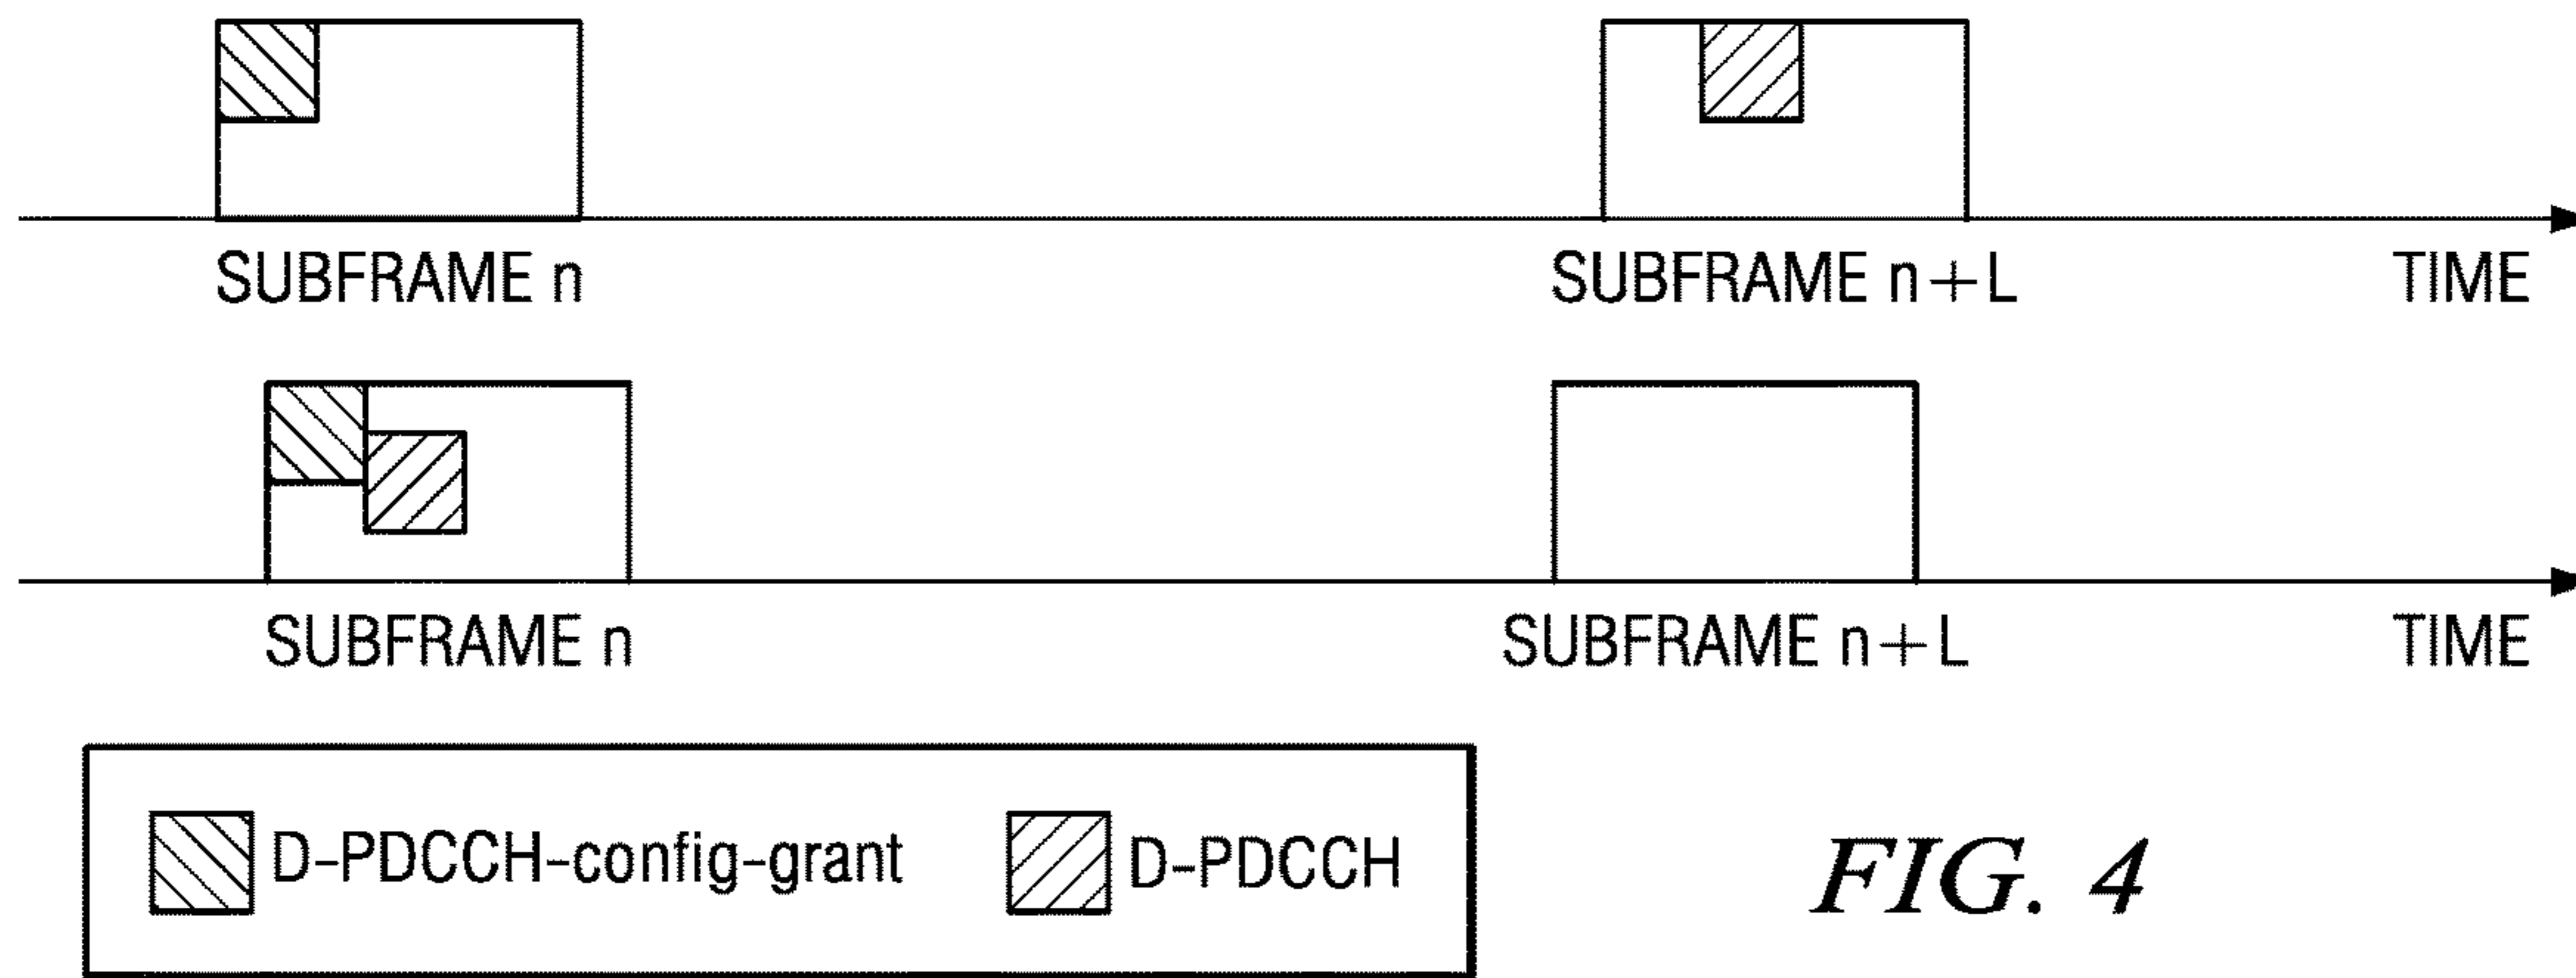 SUBFRAME n SUBFRAME n+L TIME
SUBFRAME n SUBFRAME n+L TIME
D-PDCCH-config-grant D-PDCCH
FIG. 4